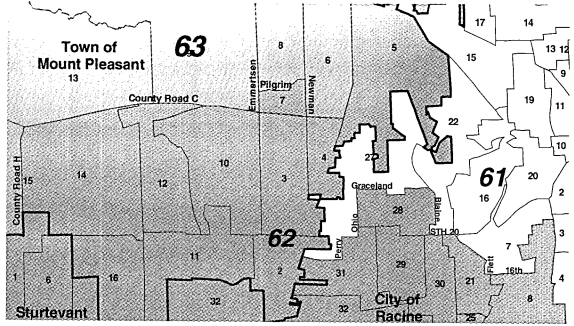 17
14
8
5
Town of
Mount Pleasant
63
6
15
13
12
13
9
Pilgrim
7
County Road C
Emmertsen
Newman
19
11
22
10
County Road H
15
14
12
10
3
4
27
61
16
20
2
Graceland
28
Blaine
Ohio
STH 20
3
62
7
Perry
11
1
6
16
2
31
29
30
21
Flett
16th
4
32
32
8
Sturtevant
City of
Racine
25